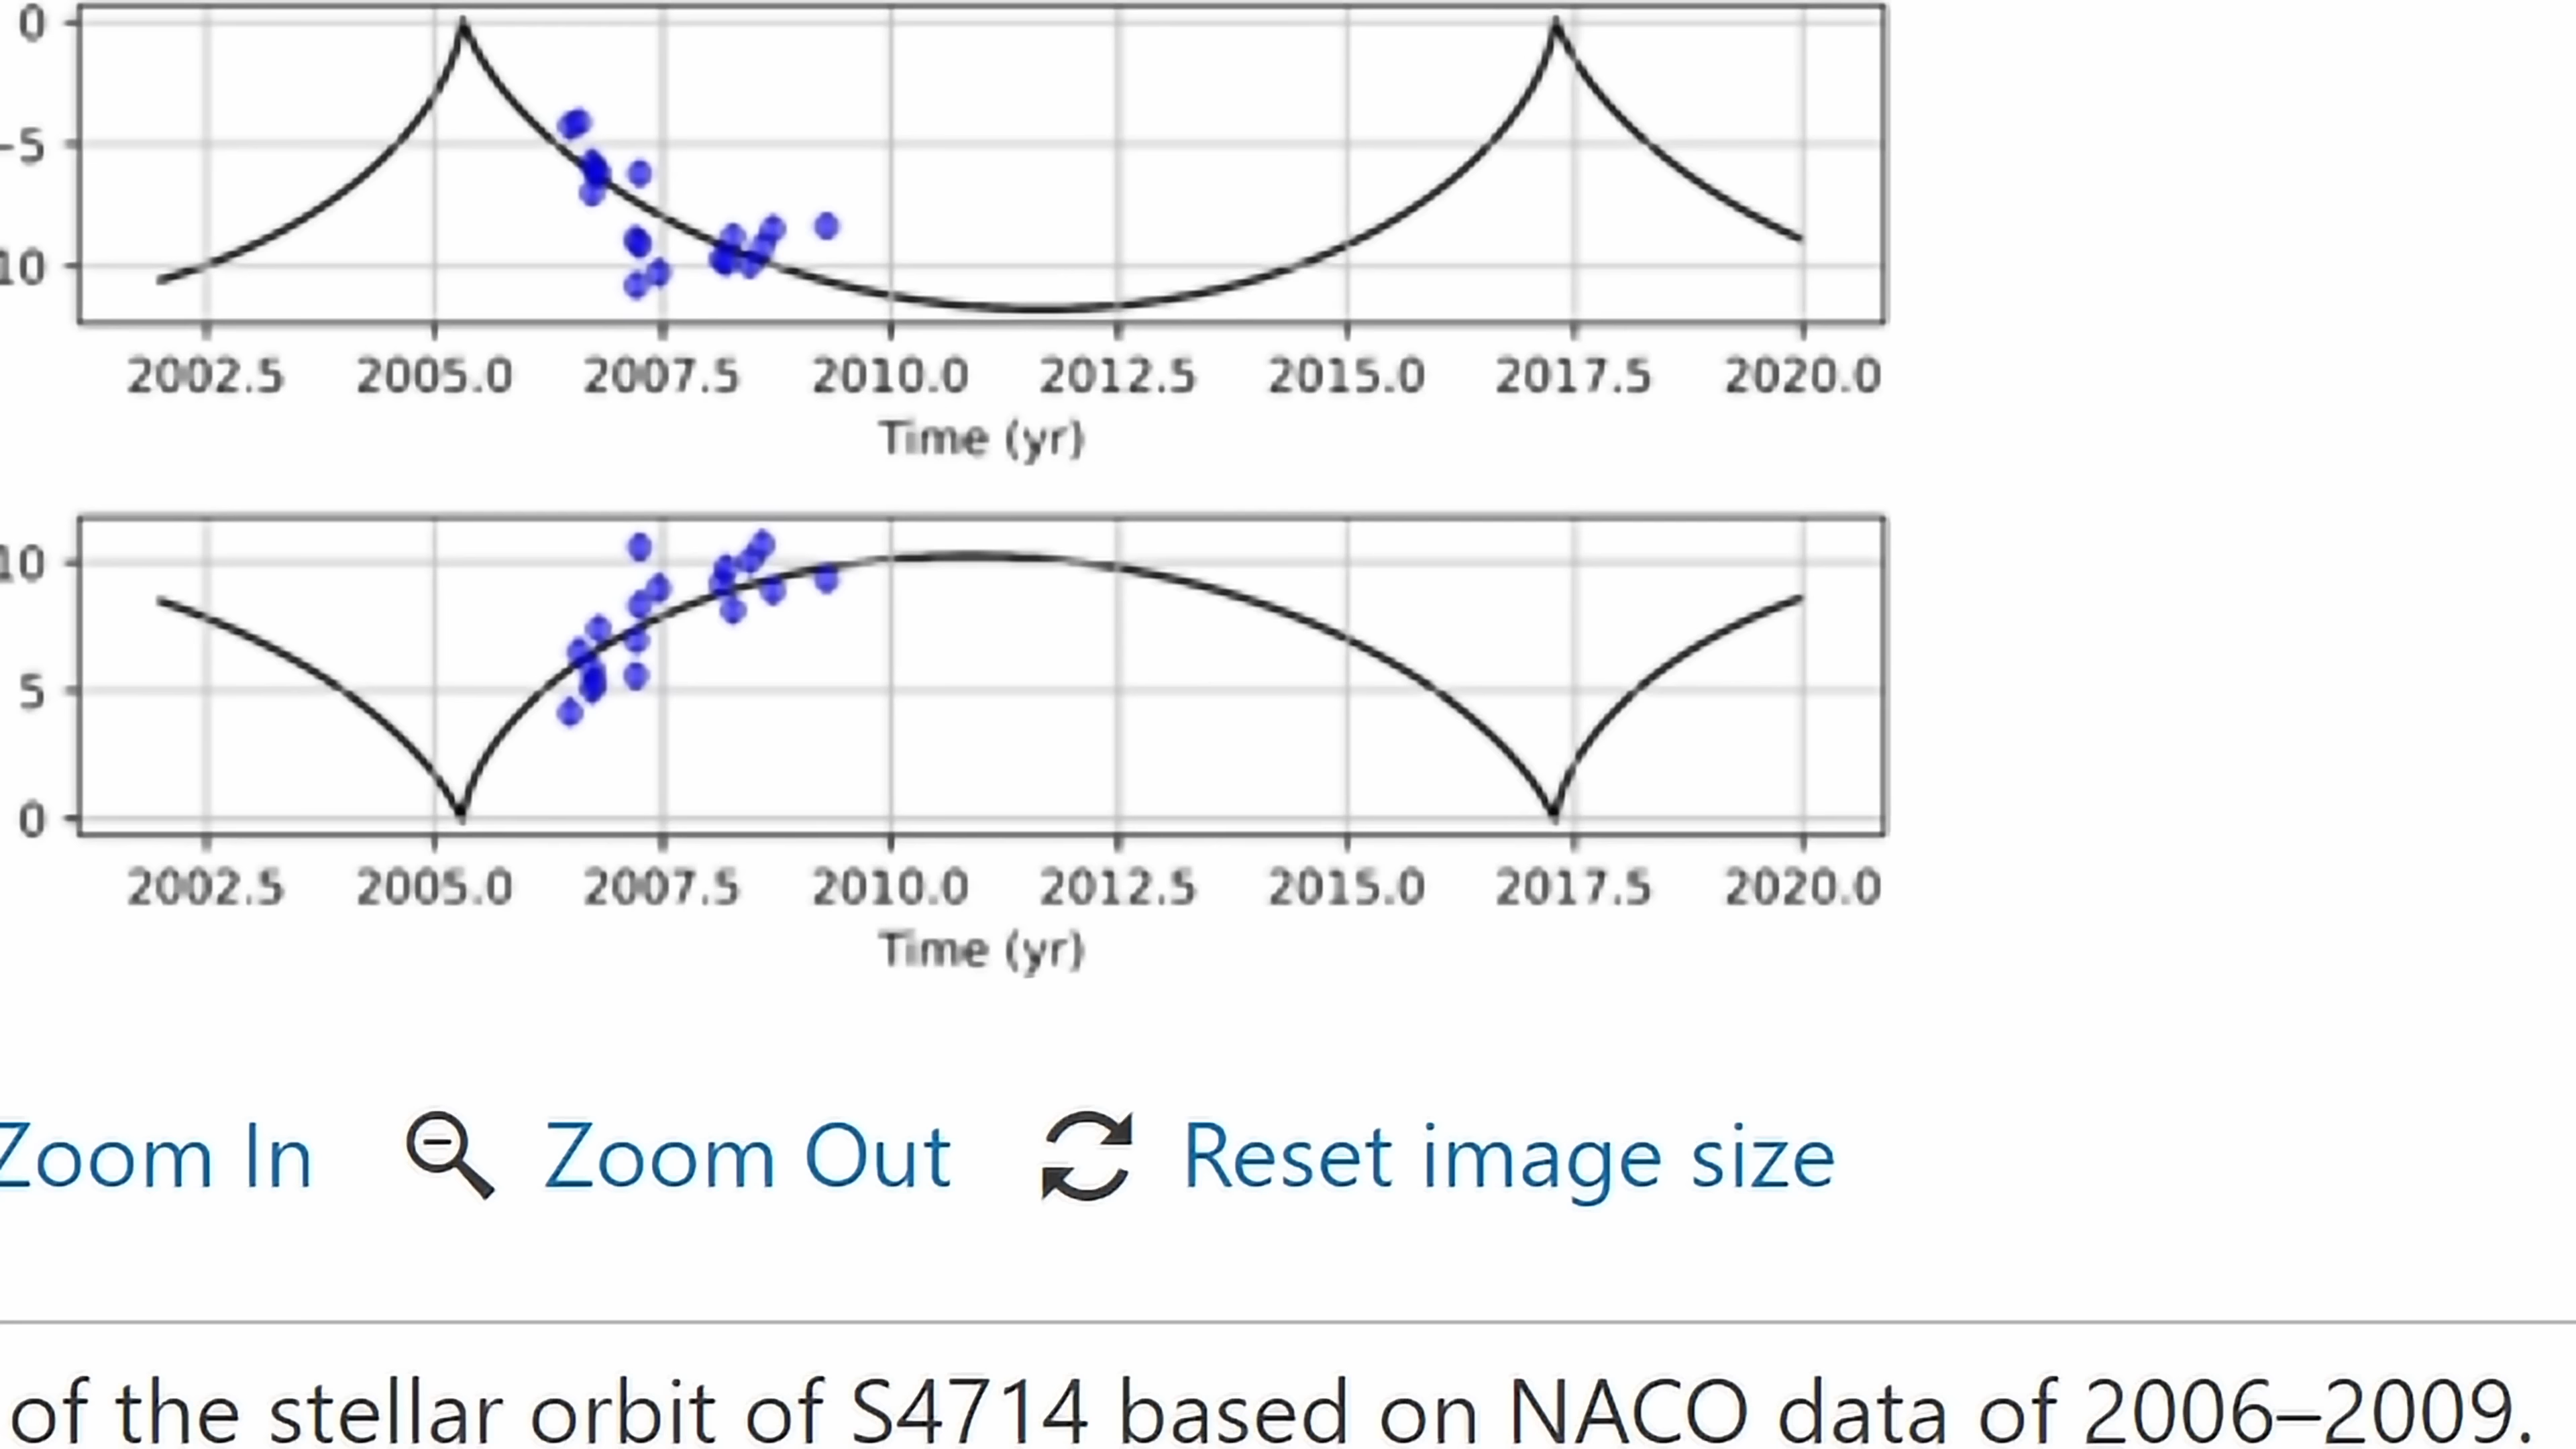 0
-5
10
2002.5 2005.0 2007.5 2010.0 2012.5 2015.0 2017.5 2020.0
Time (yr)
10
5
0
2002.5 2005.0 2007.5 2010.0 2012.5 2015.0 2017.5 2020.0
Time (yr)
Zoom In Zoom Out Reset image size
of the stellar orbit of S4714 based on NACO data of 2006–2009.